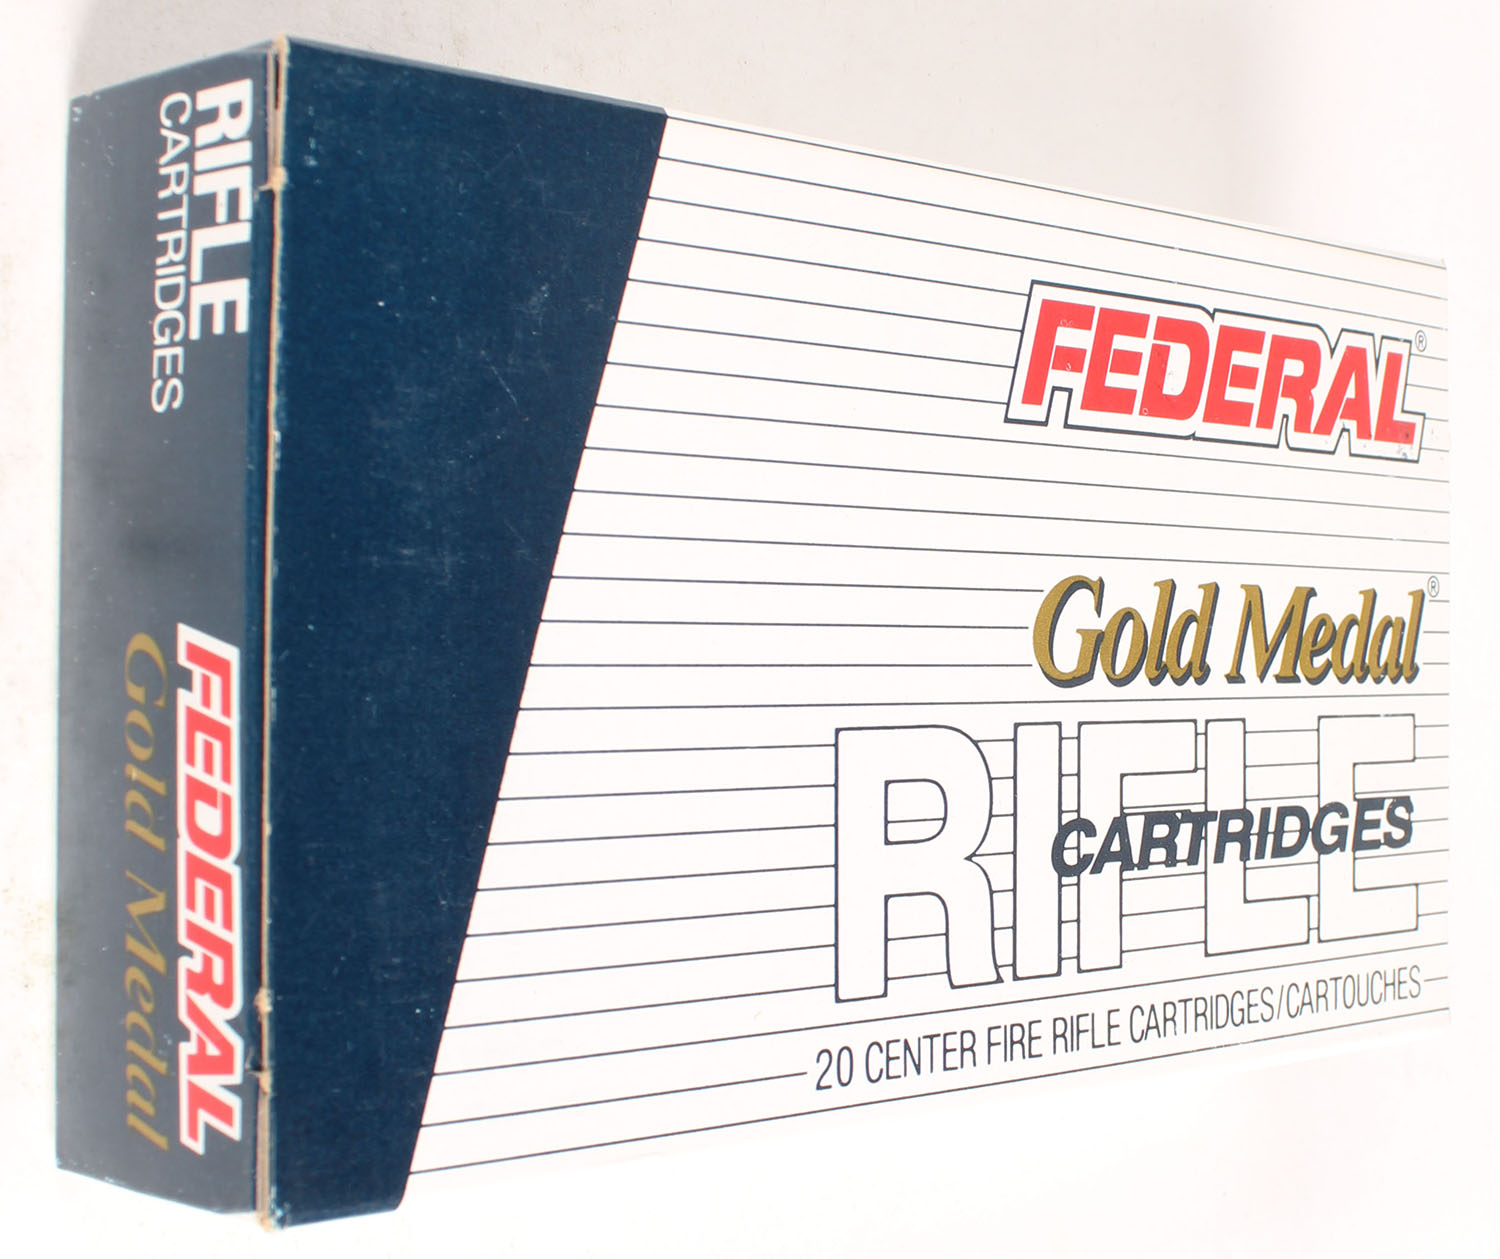 RIFLE
CARTRIDGES
FEDERAL
Gold Medal
FEDERAL®
Gold Medal®
RIFLE
CARTRIDGES
20 CENTER FIRE RIFLE CARTRIDGES/CARTOUCHES